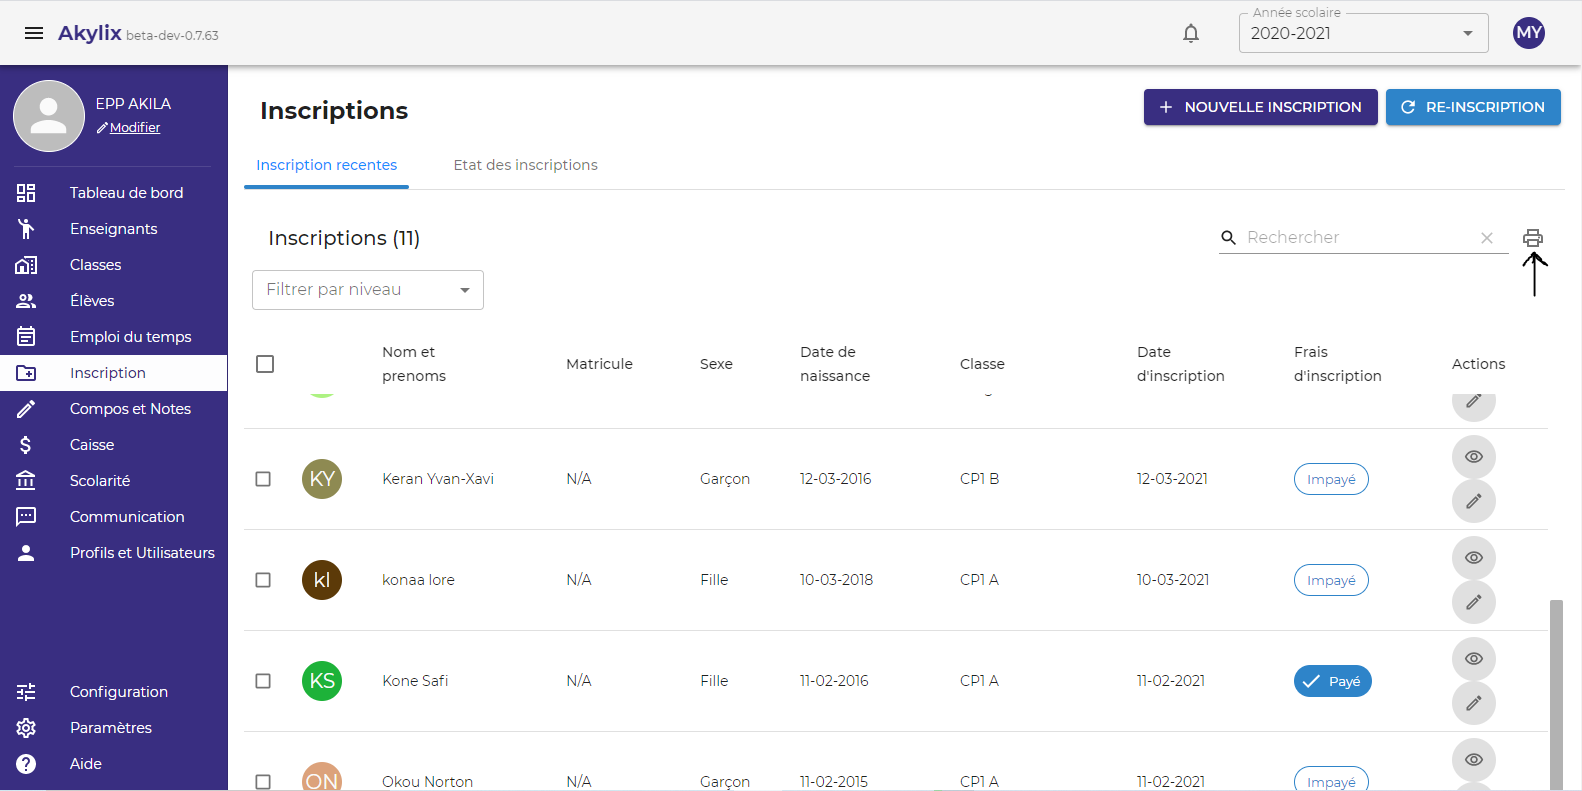 Akylix beta-dev-0.7.63
Année scolaire
2020-2021
MY
EPP AKILA
Modifier
Tableau de bord
Enseignants
Classes
Élèves
Emploi du temps
Inscription
Compos et Notes
Caisse
Scolarité
Communication
Profils et Utilisateurs
Configuration
Paramètres
Aide
Inscriptions
NOUVELLE INSCRIPTION
RE-INSCRIPTION
Inscription recentes
Etat des inscriptions
Inscriptions (11)
Rechercher
Filtrer par niveau
Nom et prenoms Matricule Sexe Date de naissance Classe Date d'inscription Frais d'inscription Actions
KY Keran Yvan-Xavi N/A Garçon 12-03-2016 CP1 B 12-03-2021 Impayé
kl konaa lore N/A Fille 10-03-2018 CP1 A 10-03-2021 Impayé
KS Kone Safi N/A Fille 11-02-2016 CP1 A 11-02-2021 Payé
ON Okou Norton N/A Garçon 11-02-2015 CP1 A 11-02-2021 Impayé